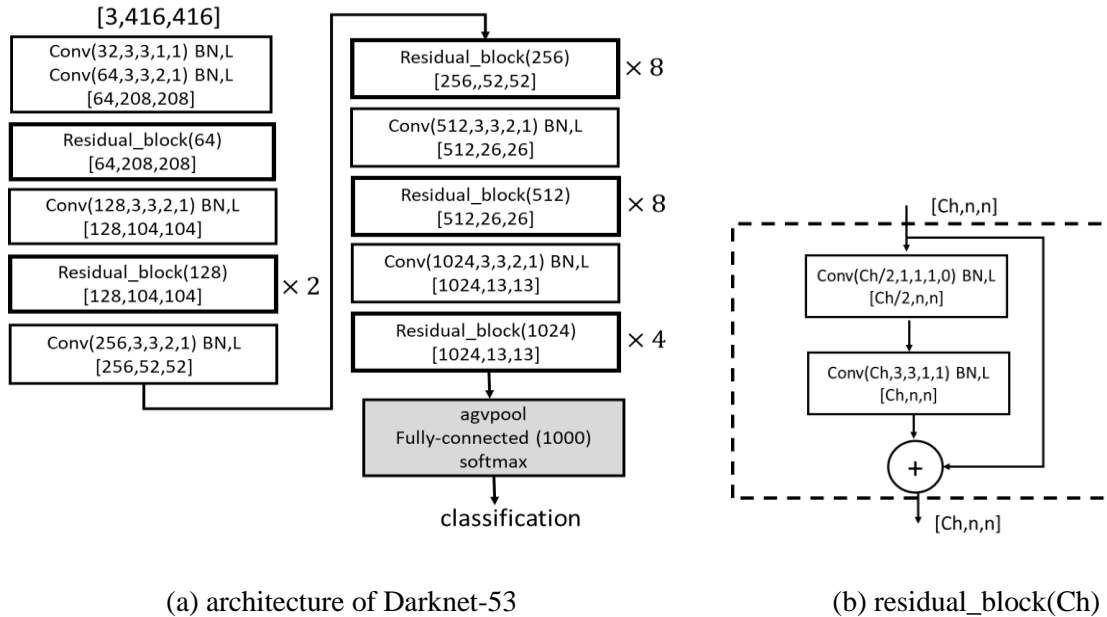 [3,416,416]
Conv(32,3,3,1,1) BN,L
Conv(64,3,3,2,1) BN,L
[64,208,208]
Residual_block(64)
[64,208,208]
Conv(128,3,3,2,1) BN,L
[128,104,104]
Residual_block(128)
[128,104,104]
× 2
Conv(256,3,3,2,1) BN,L
[256,52,52]
Residual_block(256)
[256,,52,52]
× 8
Conv(512,3,3,2,1) BN,L
[512,26,26]
Residual_block(512)
[512,26,26]
× 8
Conv(1024,3,3,2,1) BN,L
[1024,13,13]
Residual_block(1024)
[1024,13,13]
× 4
agvpool
Fully-connected (1000)
softmax
classification
[Ch,n,n]
Conv(Ch/2,1,1,1,0) BN,L
[Ch/2,n,n]
Conv(Ch,3,3,1,1) BN,L
[Ch,n,n]
+
[Ch,n,n]
(a) architecture of Darknet-53
(b) residual_block(Ch)